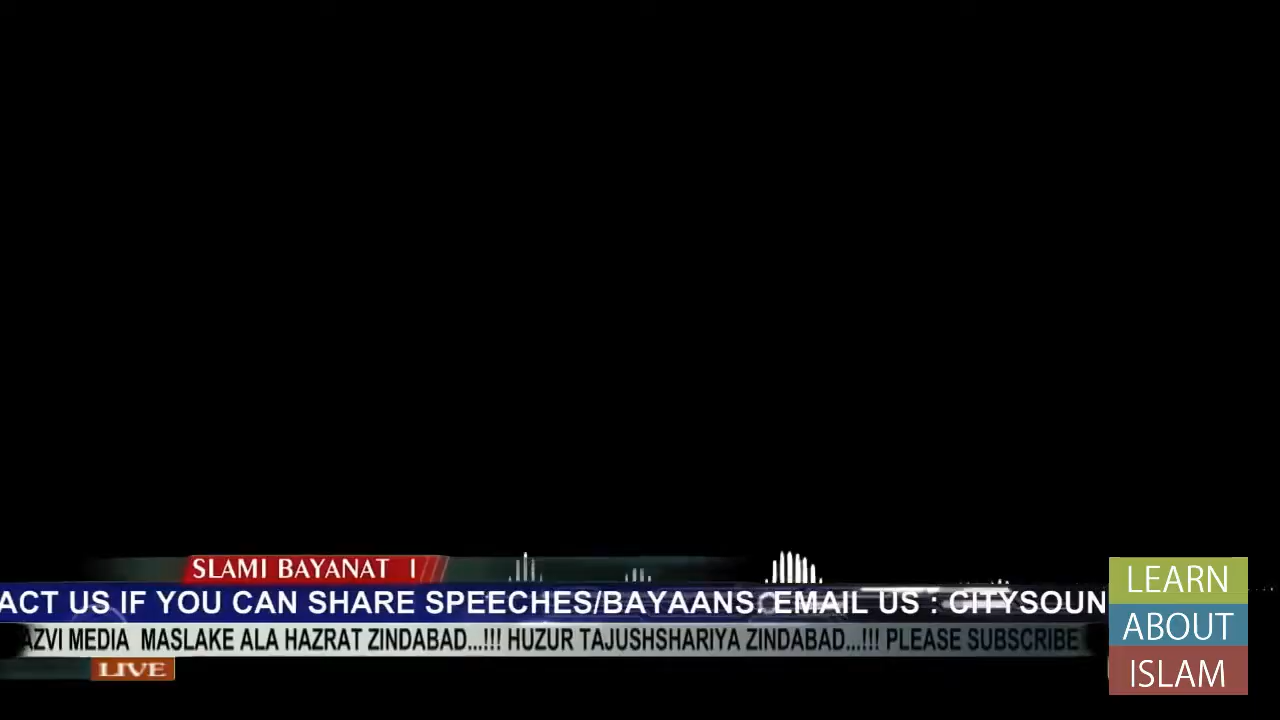 SLAMI BAYANAT I
ACT US IF YOU CAN SHARE SPEECHES/BAYAANS. EMAIL US : CITYSOUN
AZVI MEDIA MASLAKE ALA HAZRAT ZINDABAD...!!! HUZUR TAJUSHSHARIYA ZINDABAD...!!! PLEASE SUBSCRIBE
LIVE
LEARN
ABOUT
ISLAM